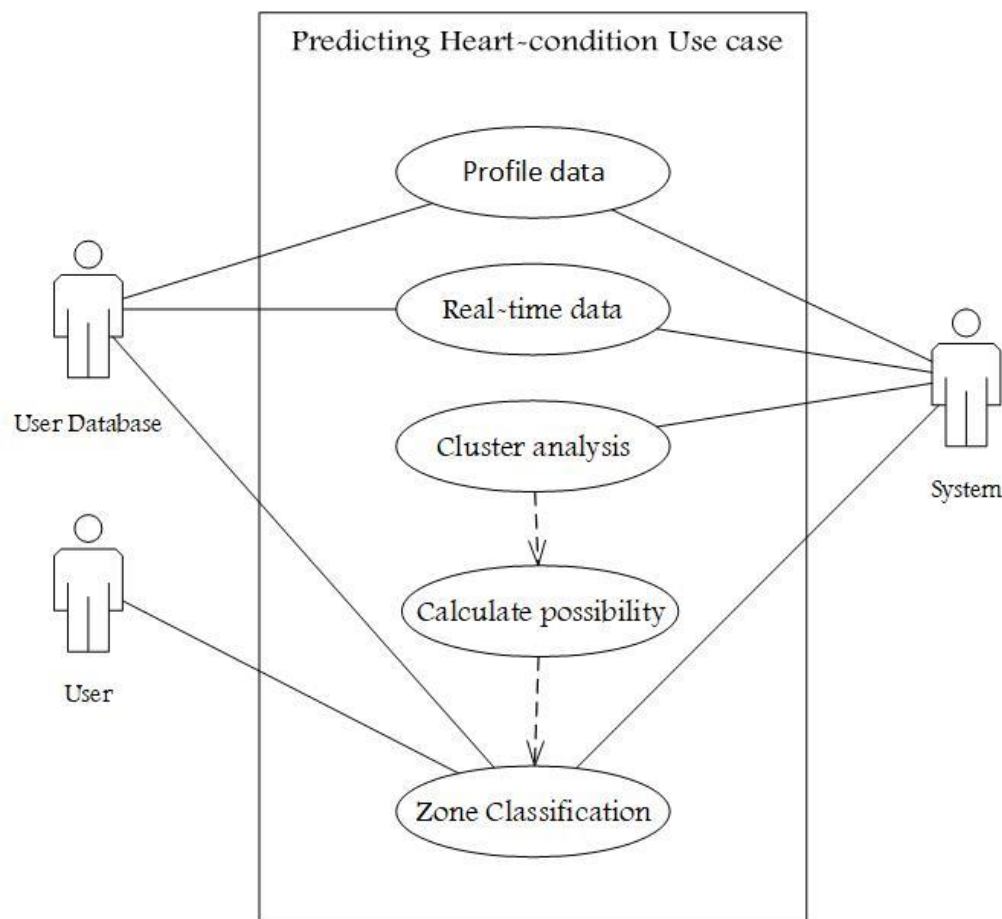 Predicting Heart-condition Use case
Profile data
Real-time data
User Database
Cluster analysis
System
Calculate possibility
User
Zone Classification